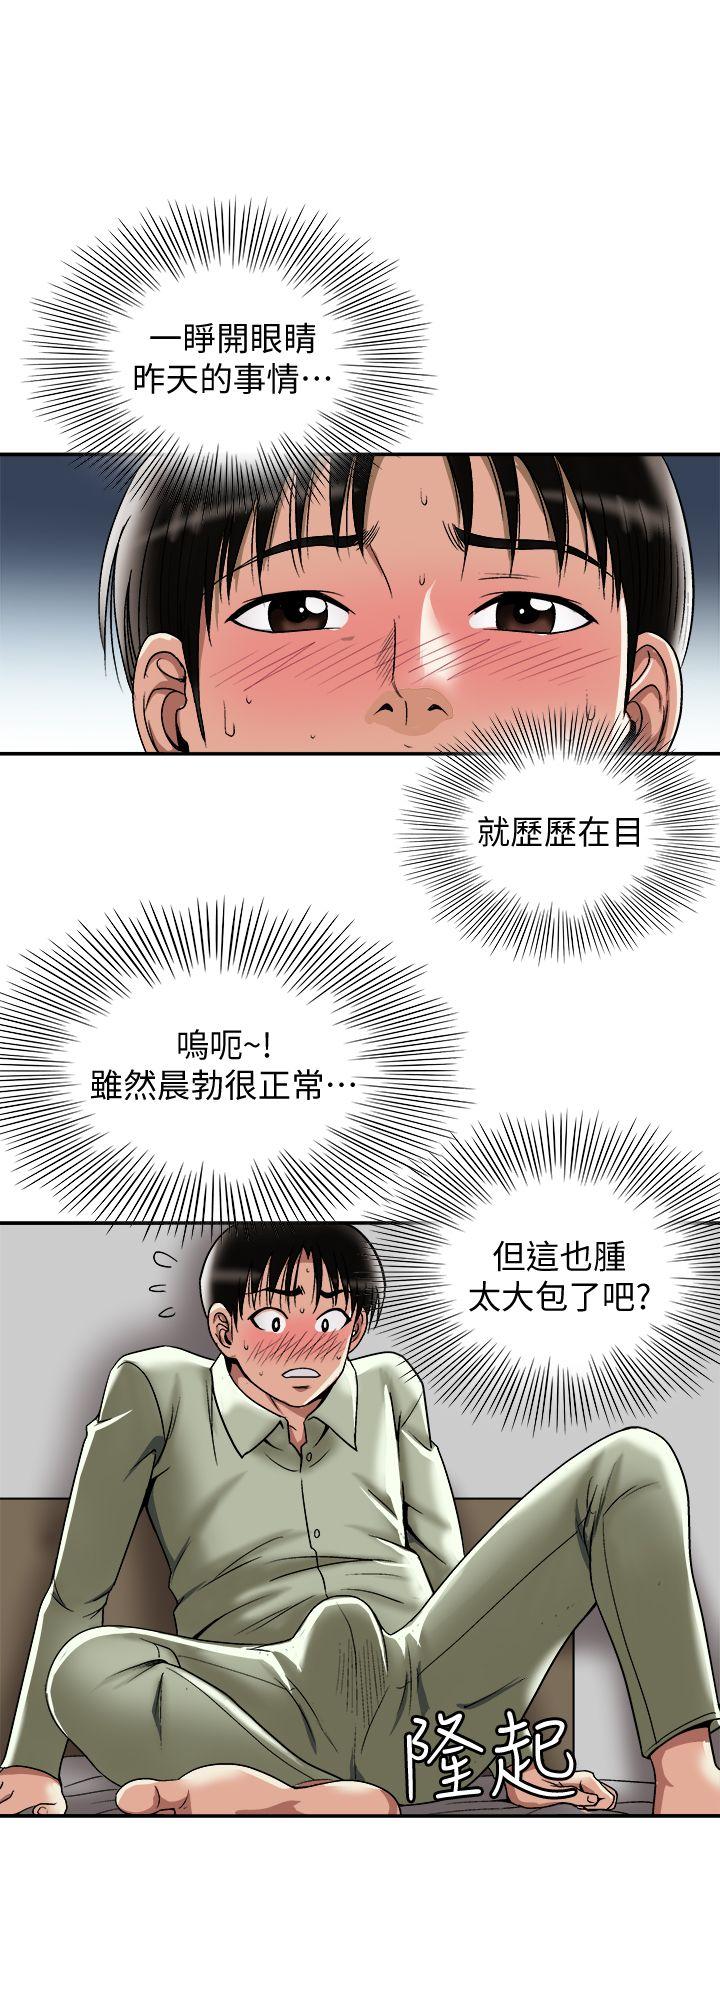 一睜開眼睛
昨天的事情⋯
就歷歷在目
嗚呃~!
雖然晨勃很正常⋯
但這也腫
太大包了吧?
隆起